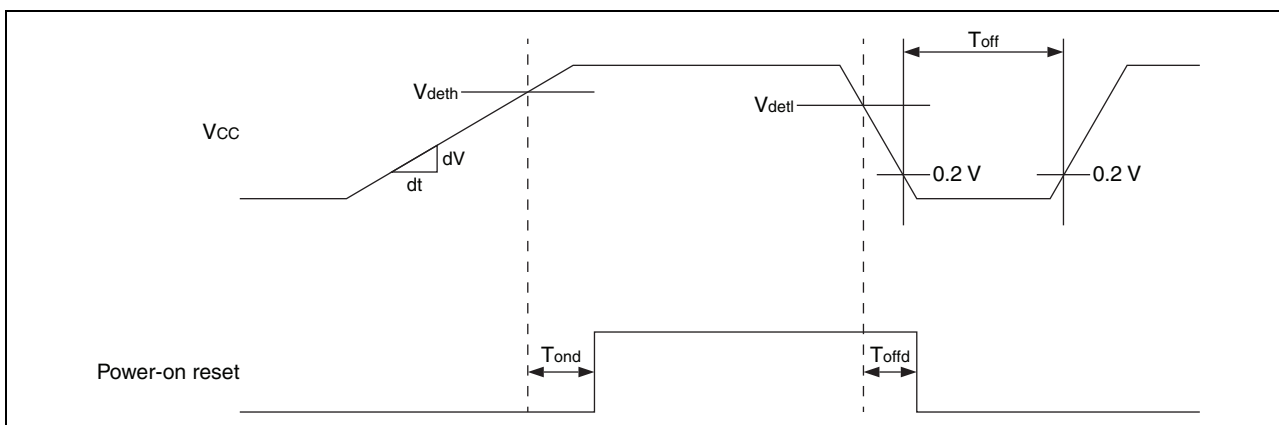 Toff
Vdeth
Vdetl
VCC
dV
dt
0.2 V
0.2 V
Tond
Toffd
Power-on reset